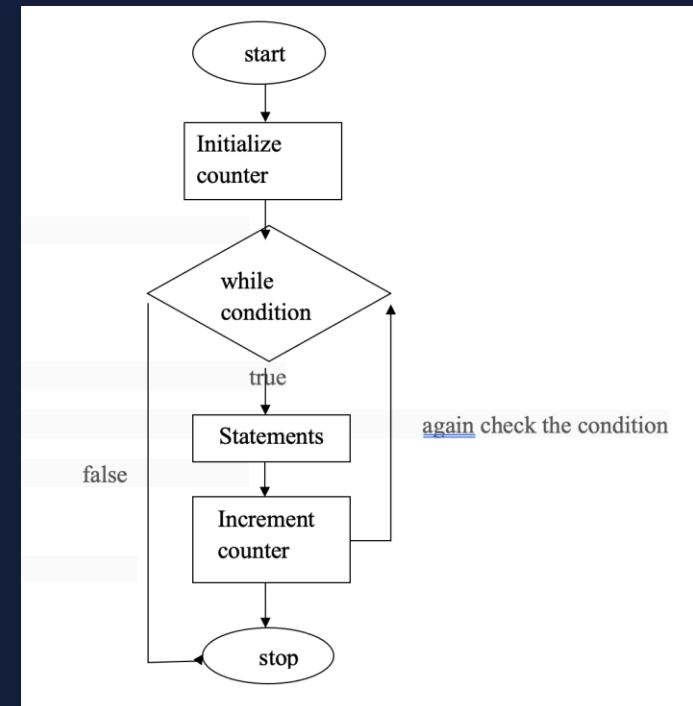 start
Initialize
counter
while
condition
true
Statements
again check the condition
false
Increment
counter
stop